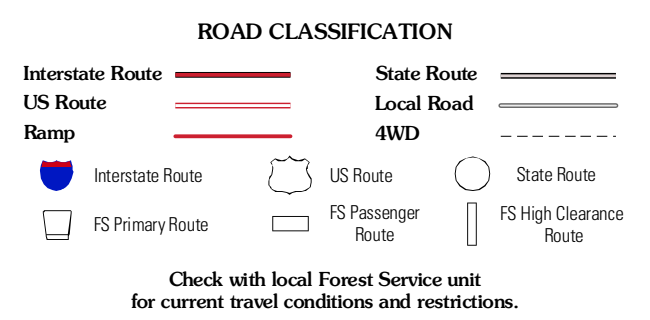 ROAD CLASSIFICATION
Interstate Route
State Route
US Route
Local Road
Ramp
4WD
Interstate Route
US Route
State Route
FS Primary Route
FS Passenger
Route
FS High Clearance
Route
Check with local Forest Service unit
for current travel conditions and restrictions.